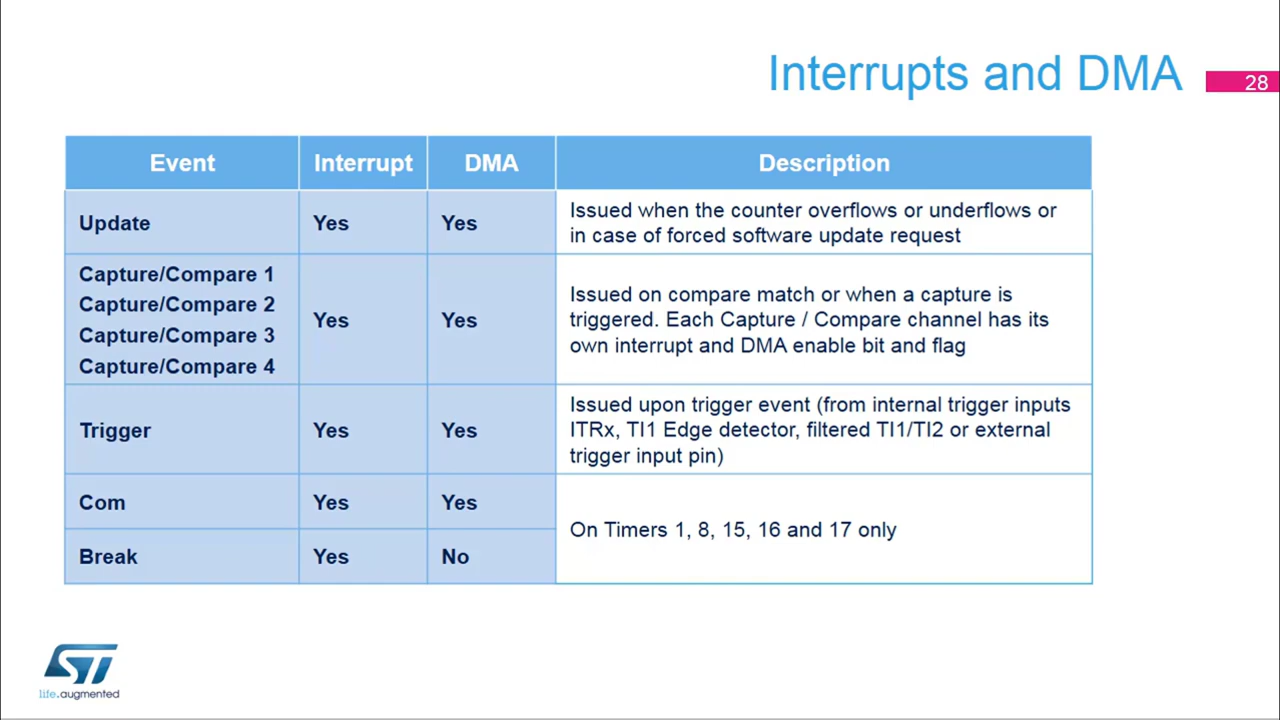 Interrupts and DMA
28
Event Interrupt DMA Description
Update Yes Yes
Issued when the counter overflows or underflows or
in case of forced software update request
Capture/Compare 1
Capture/Compare 2
Capture/Compare 3
Capture/Compare 4
Yes Yes
Issued on compare match or when a capture is
triggered. Each Capture / Compare channel has its
own interrupt and DMA enable bit and flag
Trigger Yes Yes
Issued upon trigger event (from internal trigger inputs
ITRx, TI1 Edge detector, filtered TI1/TI2 or external
trigger input pin)
Com Yes Yes
Break Yes No
On Timers 1, 8, 15, 16 and 17 only
ST
life.augmented